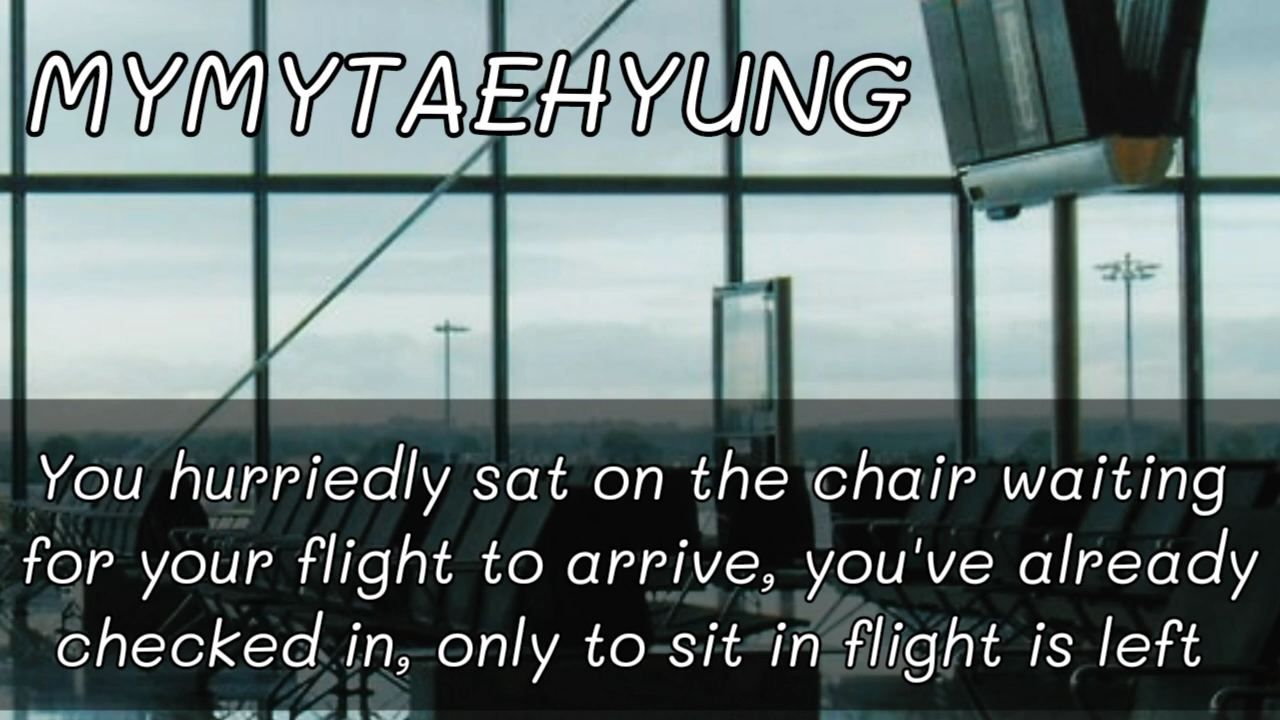 MYMYTAEHYUNG
You hurriedly sat on the chair waiting
for your flight to arrive, you've already
checked in, only to sit in flight is left